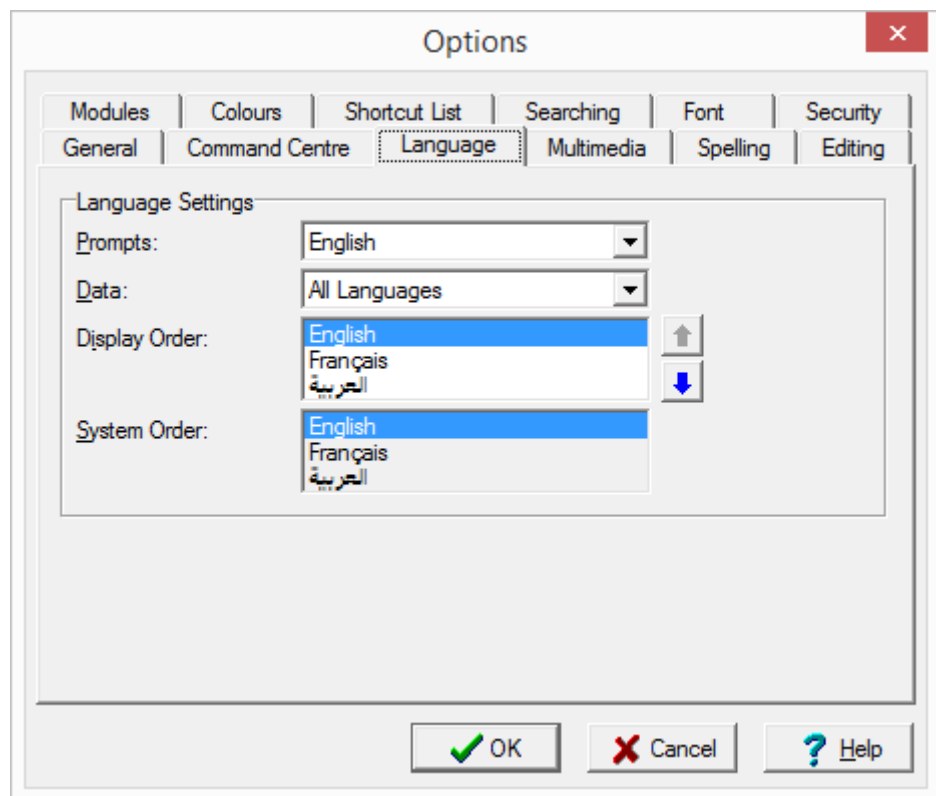 Options
Modules Colours Shortcut List Searching Font Security
General Command Centre Language Multimedia Spelling Editing
Language Settings
Prompts: English
Data: All Languages
Display Order: English
Français
العربية
System Order: English
Français
العربية
OK Cancel Help